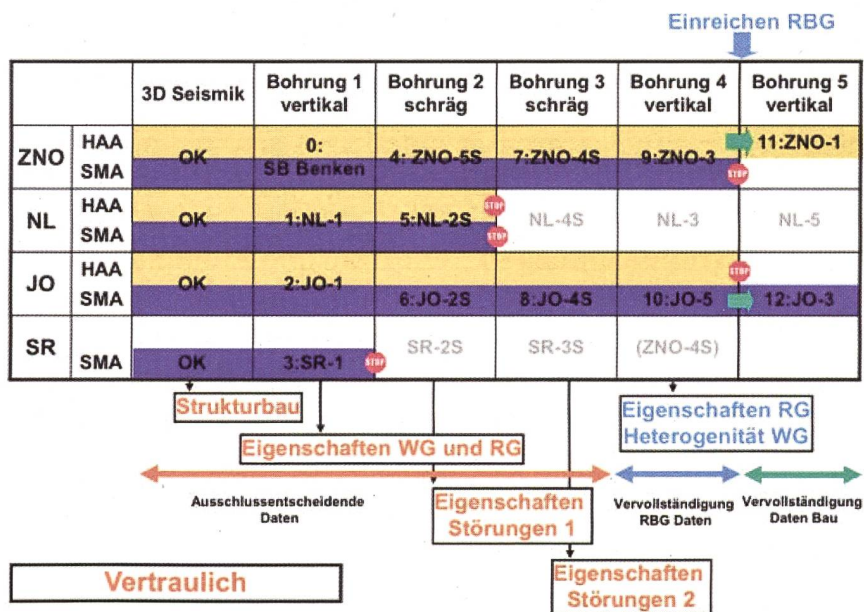 Einreichen RBG
3D Seismik
Bohrung 1
vertikal
Bohrung 2
schräg
Bohrung 3
schräg
Bohrung 4
vertikal
Bohrung 5
vertikal
ZNO
HAA
SMA
OK
0:
SB Benken
4: ZNO-5S
7:ZNO-4S
9:ZNO-3
STOP
11:ZNO-1
NL
HAA
SMA
OK
1:NL-1
5:NL-2S
STOP
STOP
NL-4S
NL-3
NL-5
JO
HAA
SMA
OK
2:JO-1
6:JO-2S
8:JO-4S
10:JO-5
STOP
12:JO-3
SR
SMA
OK
3:SR-1
STOP
SR-2S
SR-3S
(ZNO-4S)
Strukturbau
Eigenschaften WG und RG
Eigenschaften RG
Heterogenität WG
Ausschlussentscheidende
Daten
Eigenschaften
Störungen 1
Vervollständigung
RBG Daten
Vervollständigung
Daten Bau
Vertraulich
Eigenschaften
Störungen 2